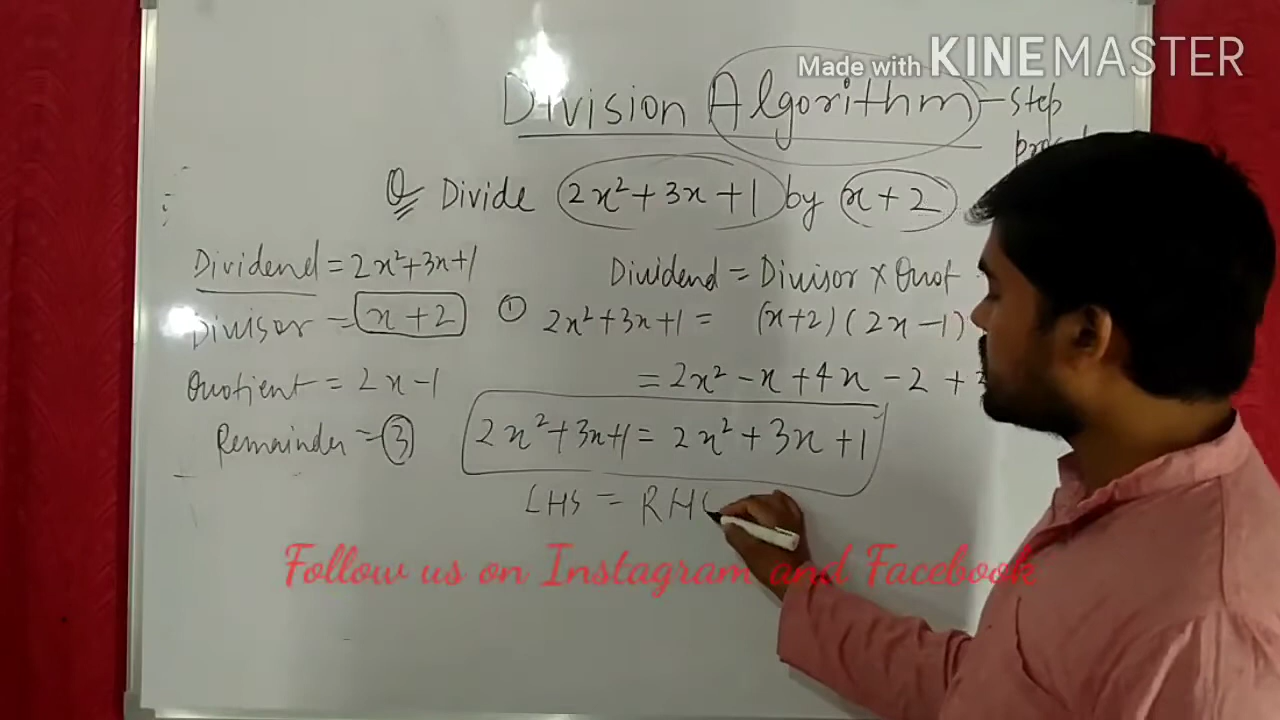 Made with KINEMASTER
Division Algorithm - Step
Q Divide 2x² + 3x + 1 by x + 2
Dividend = 2x² + 3x + 1
Divisor = x + 2
Quotient = 2x - 1
Remainder = 3
Dividend = Divisor × Quot
① 2x² + 3x + 1 = (x+2) (2x - 1)
= 2x² - x + 4x - 2 +
2x² + 3x + 1 = 2x² + 3x + 1
LHS = RHS
Follow us on Instagram and Facebook